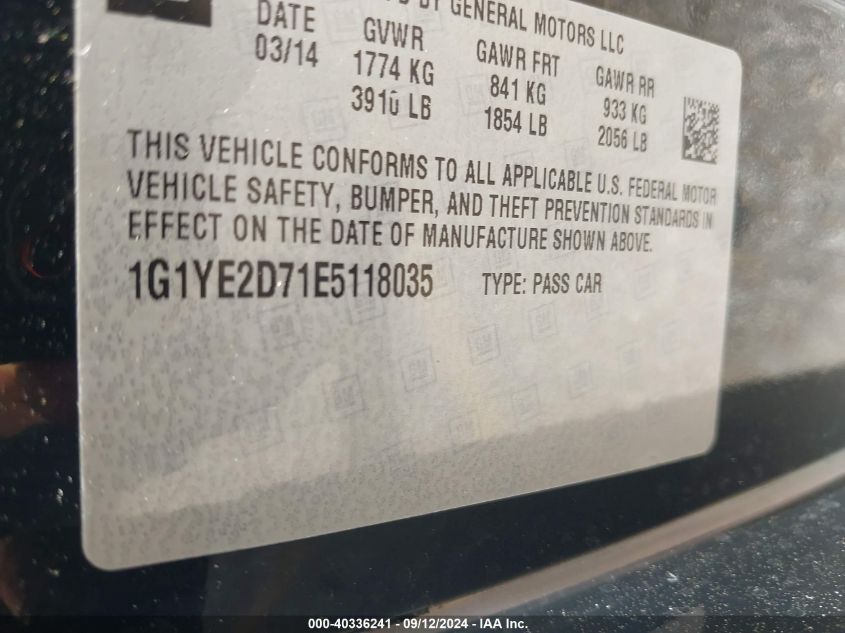 BY GENERAL MOTORS LLC
DATE GVWR GAWR FRT GAWR RR
03/14 1774 KG 841 KG 933 KG
3910 LB 1854 LB 2056 LB
THIS VEHICLE CONFORMS TO ALL APPLICABLE U.S. FEDERAL MOTOR
VEHICLE SAFETY, BUMPER, AND THEFT PREVENTION STANDARDS IN
EFFECT ON THE DATE OF MANUFACTURE SHOWN ABOVE.
1G1YE2D71E5118035 TYPE: PASS CAR
000-40336241 - 09/12/2024 - IAA Inc.